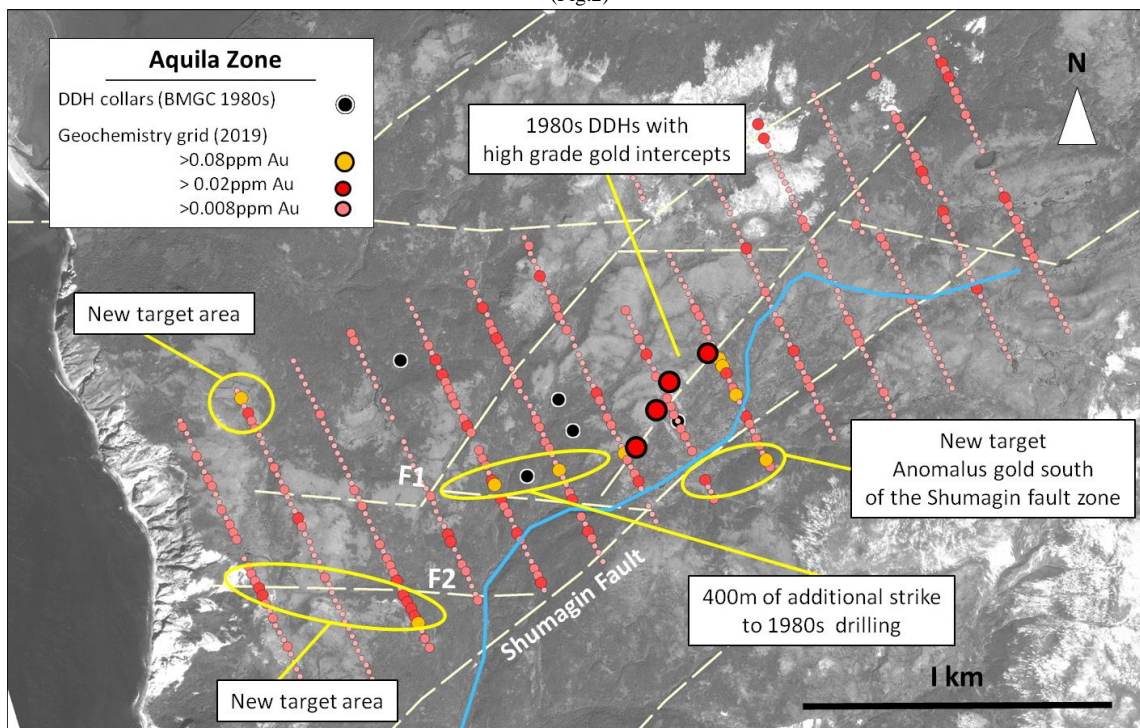 (Fig.2)
Aquila Zone
DDH collars (BMGC 1980s)
Geochemistry grid (2019)
>0.08ppm Au
> 0.02ppm Au
>0.008ppm Au
N
1980s DDHs with
high grade gold intercepts
New target area
F1
New target
Anomalus gold south
of the Shumagin fault zone
F2
Shumagin Fault
400m of additional strike
to 1980s drilling
New target area
I km